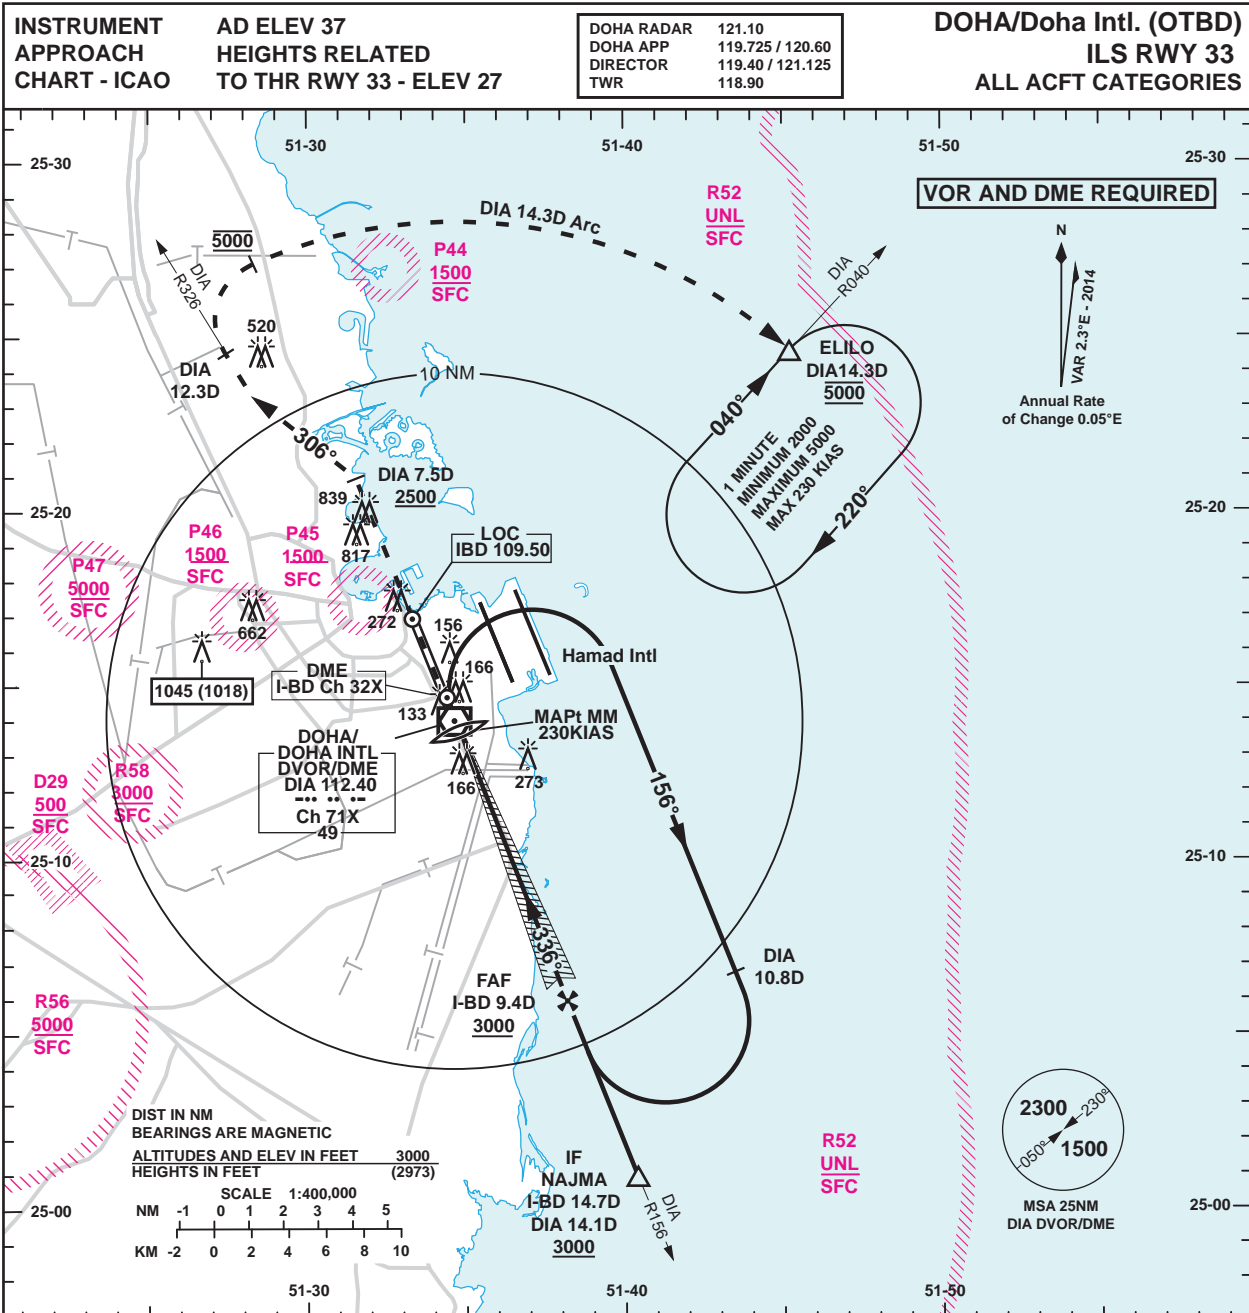 INSTRUMENT
APPROACH
CHART - ICAO
AD ELEV 37
HEIGHTS RELATED
TO THR RWY 33 - ELEV 27
DOHA RADAR 121.10
DOHA APP 119.725 / 120.60
DIRECTOR 119.40 / 121.125
TWR 118.90
DOHA/Doha Intl. (OTBD)
ILS RWY 33
ALL ACFT CATEGORIES
51-30
51-40
51-50
25-30
25-30
VOR AND DME REQUIRED
R52
UNL
SFC
DIA 14.3D Arc
5000
P44
1500
SFC
DIA
R326
DIA
R040
N
VAR 2.3°E - 2014
Annual Rate
of Change 0.05°E
520
DIA
12.3D
ELILO
DIA14.3D
5000
10 NM
040°
1 MINUTE
MINIMUM 2000
MAXIMUM 5000
MAX 230 KIAS
220°
306°
DIA 7.5D
2500
839
817
25-20
25-20
P46
1500
SFC
P45
1500
SFC
LOC
IBD 109.50
P47
5000
SFC
272
662
156
Hamad Intl
166
DME
I-BD Ch 32X
1045 (1018)
133
MAPt MM
230KIAS
DOHA/
DOHA INTL
DVOR/DME
DIA 112.40
Ch 71X
49
166
273
156°
R58
3000
SFC
D29
500
SFC
25-10
25-10
336°
DIA
10.8D
FAF
I-BD 9.4D
3000
R56
5000
SFC
DIST IN NM
BEARINGS ARE MAGNETIC
ALTITUDES AND ELEV IN FEET 3000
HEIGHTS IN FEET (2973)
SCALE 1:400,000
NM -1 0 1 2 3 4 5
KM -2 0 2 4 6 8 10
IF
NAJMA
I-BD 14.7D
DIA 14.1D
3000
DIA
R156
R52
UNL
SFC
2300
230°
050°
1500
MSA 25NM
DIA DVOR/DME
25-00
25-00
51-30
51-40
51-50